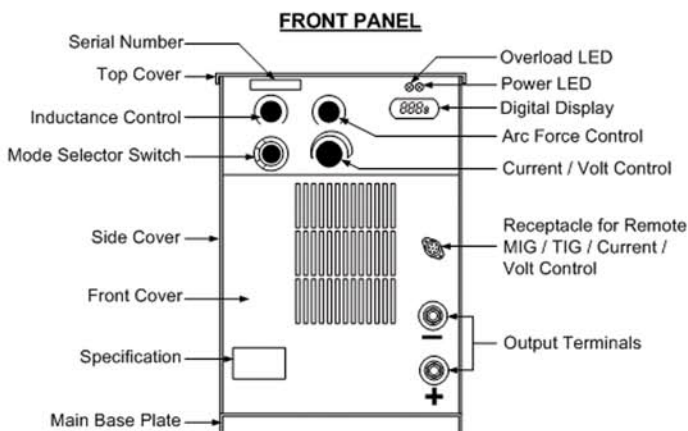 FRONT PANEL
Serial Number
Top Cover
Inductance Control
Mode Selector Switch
Side Cover
Front Cover
Specification
Main Base Plate
Overload LED
Power LED
Digital Display
Arc Force Control
Current / Volt Control
Receptacle for Remote
MIG / TIG / Current /
Volt Control
Output Terminals
888
−
+